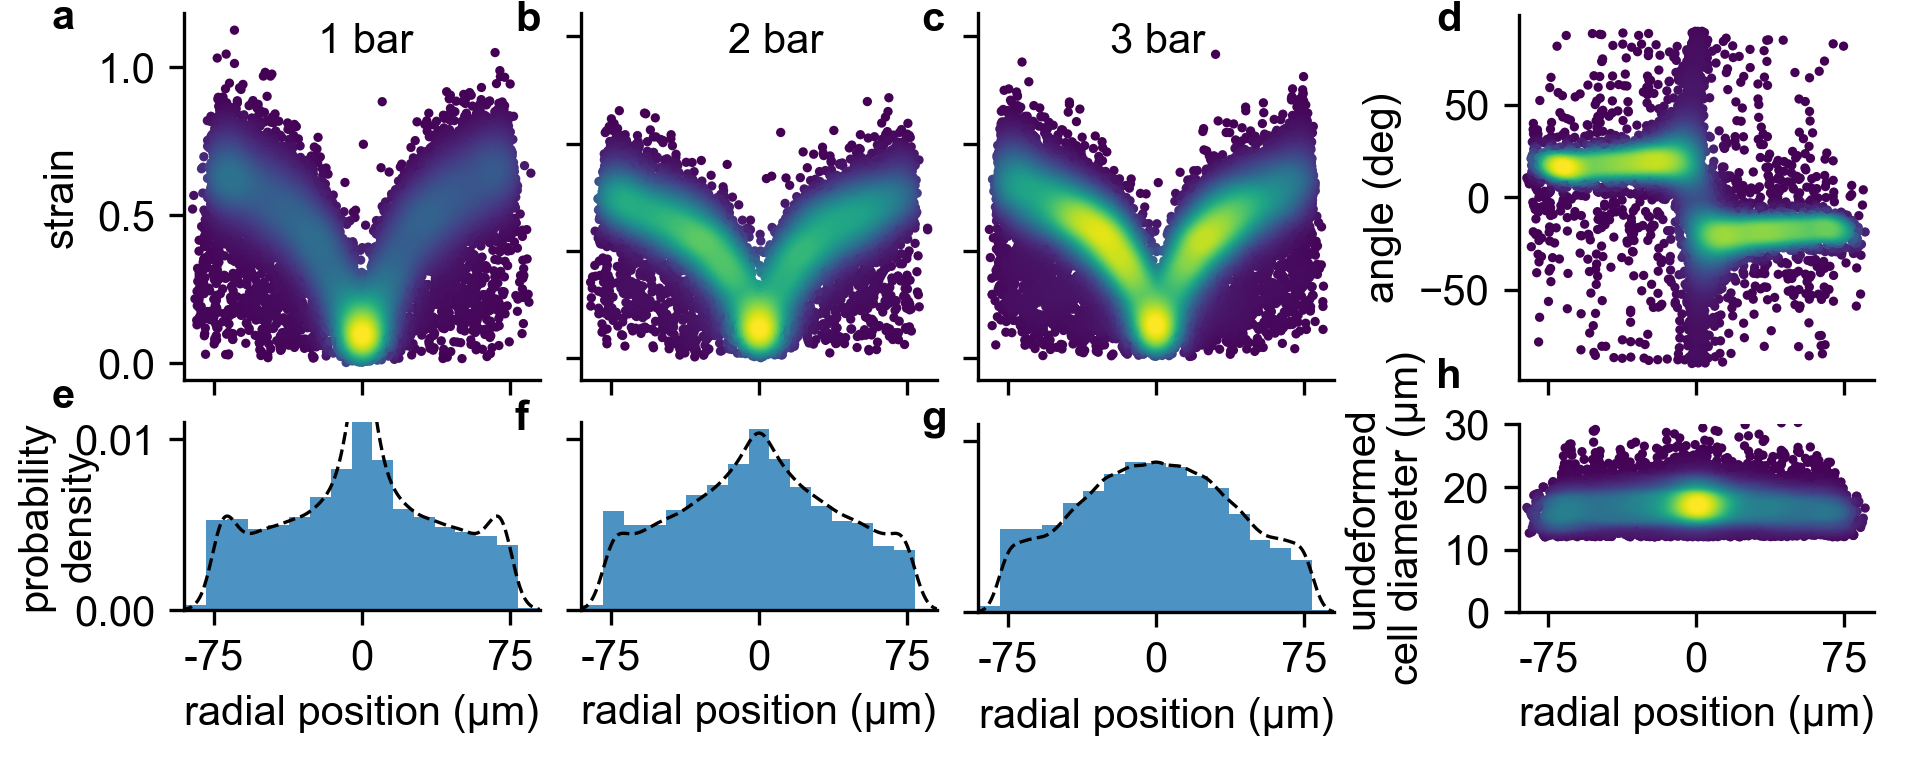 a
1 bar
strain
1.0
0.5
0.0
b
2 bar
c
3 bar
d
angle (deg)
50
0
−50
e
probability
density
0.01
0.00
-75 0 75
radial position (µm)
f
-75 0 75
radial position (µm)
g
-75 0 75
radial position (µm)
h
undeformed
cell diameter (µm)
30
20
10
0
-75 0 75
radial position (µm)